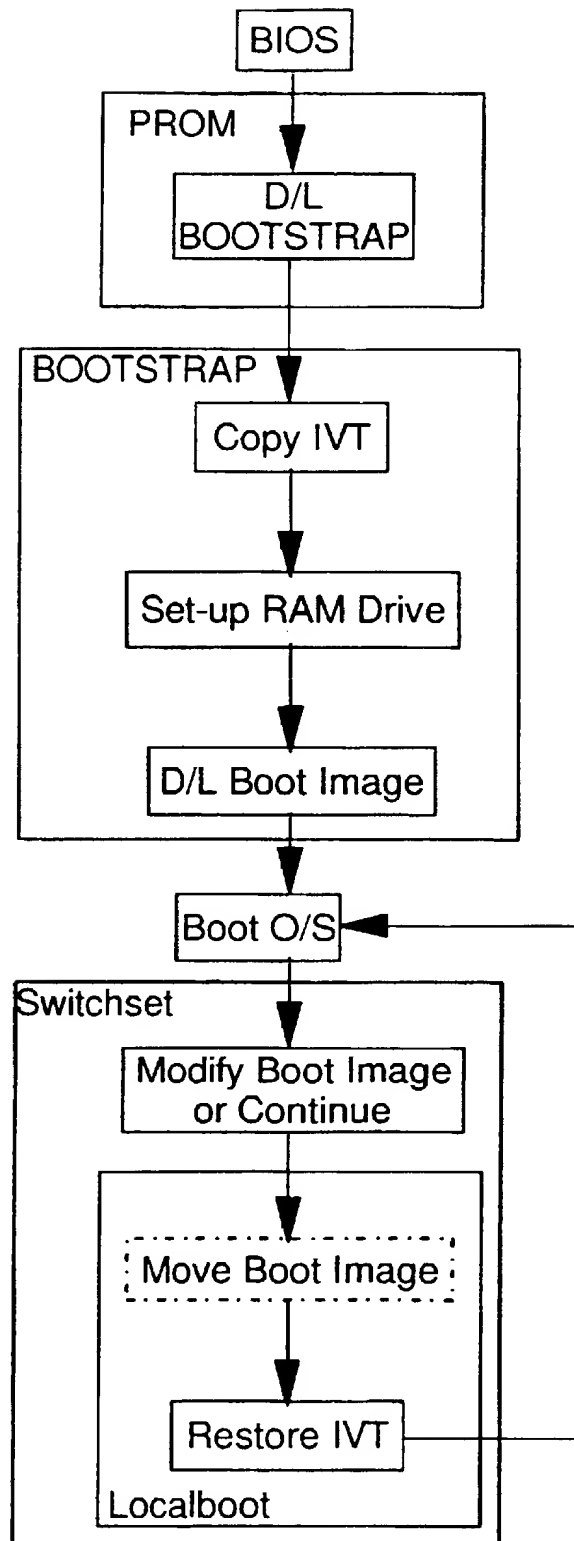 BIOS
PROM
D/L
BOOTSTRAP
BOOTSTRAP
Copy IVT
Set-up RAM Drive
D/L Boot Image
Boot O/S
Switchset
Modify Boot Image
or Continue
Move Boot Image
Restore IVT
Localboot